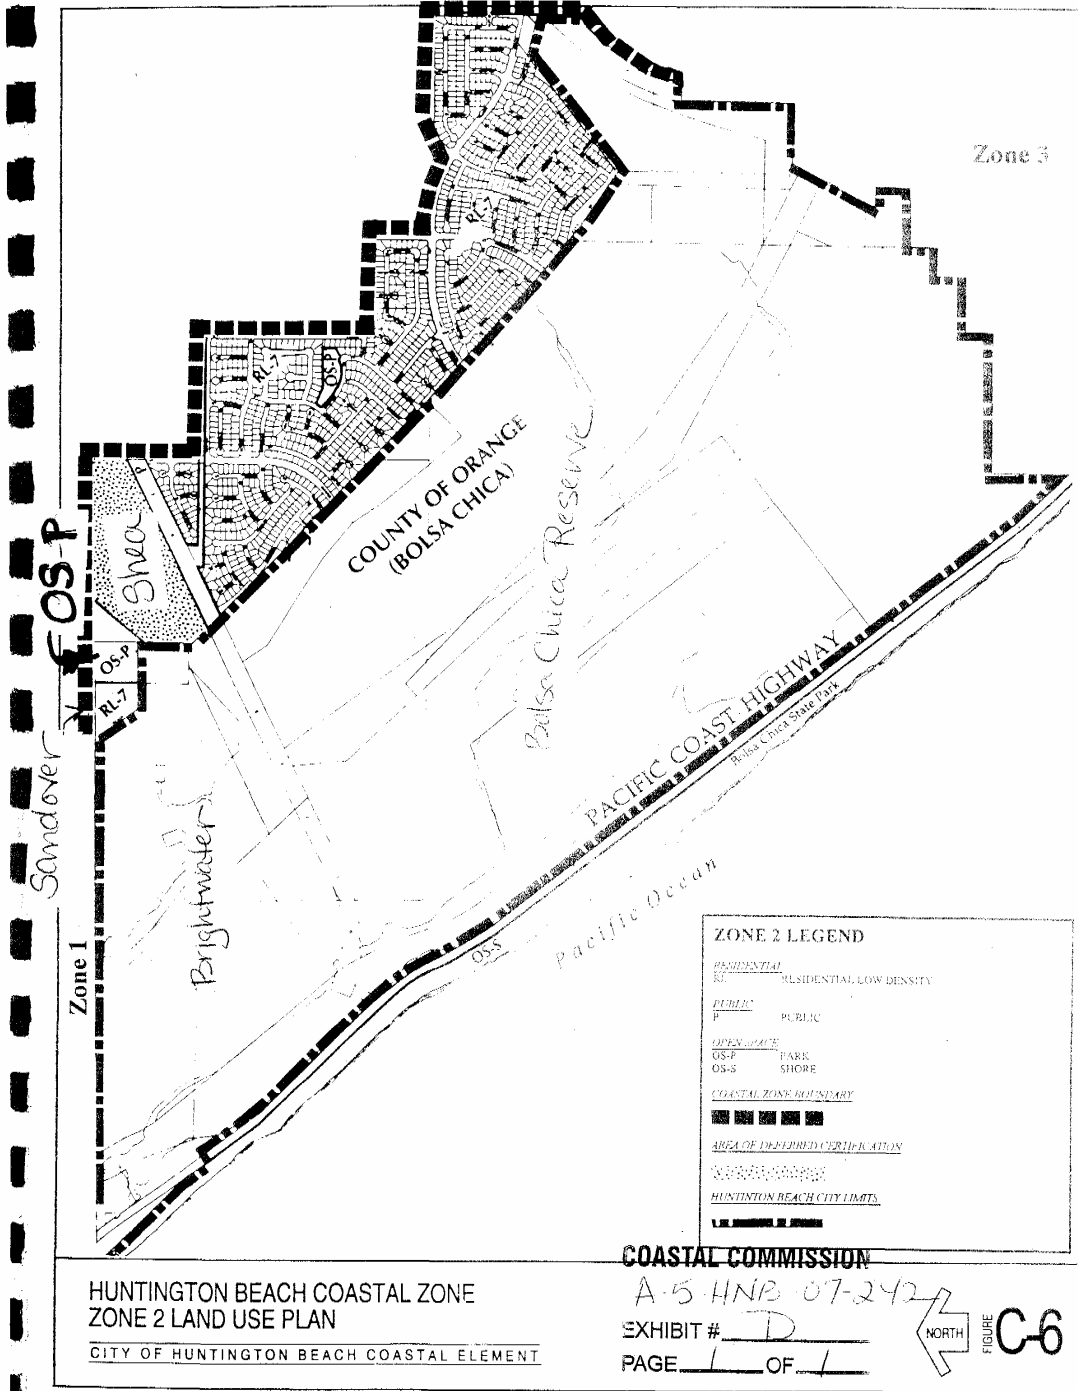 Zone 3
RL-7
RL-7
OS-P
P
Shea
OS-P
COUNTY OF ORANGE
(BOLSA CHICA)
Bolsa Chica Reserve
OS-P
RL-7
Sandover
Brightwater
Zone 1
PACIFIC COAST HIGHWAY
Bolsa Chica State Park
OS-S
Pacific Ocean
ZONE 2 LEGEND
RESIDENTIAL
RL RESIDENTIAL LOW DENSITY
PUBLIC
P PUBLIC
OPEN SPACE
OS-P PARK
OS-S SHORE
COASTAL ZONE BOUNDARY
AREA OF DEFERRED CERTIFICATION
HUNTINTON BEACH CITY LIMITS
COASTAL COMMISSION
A-5-HNB-07-242
EXHIBIT # D
PAGE 1 OF 1
HUNTINGTON BEACH COASTAL ZONE
ZONE 2 LAND USE PLAN
CITY OF HUNTINGTON BEACH COASTAL ELEMENT
NORTH
FIGURE
C-6